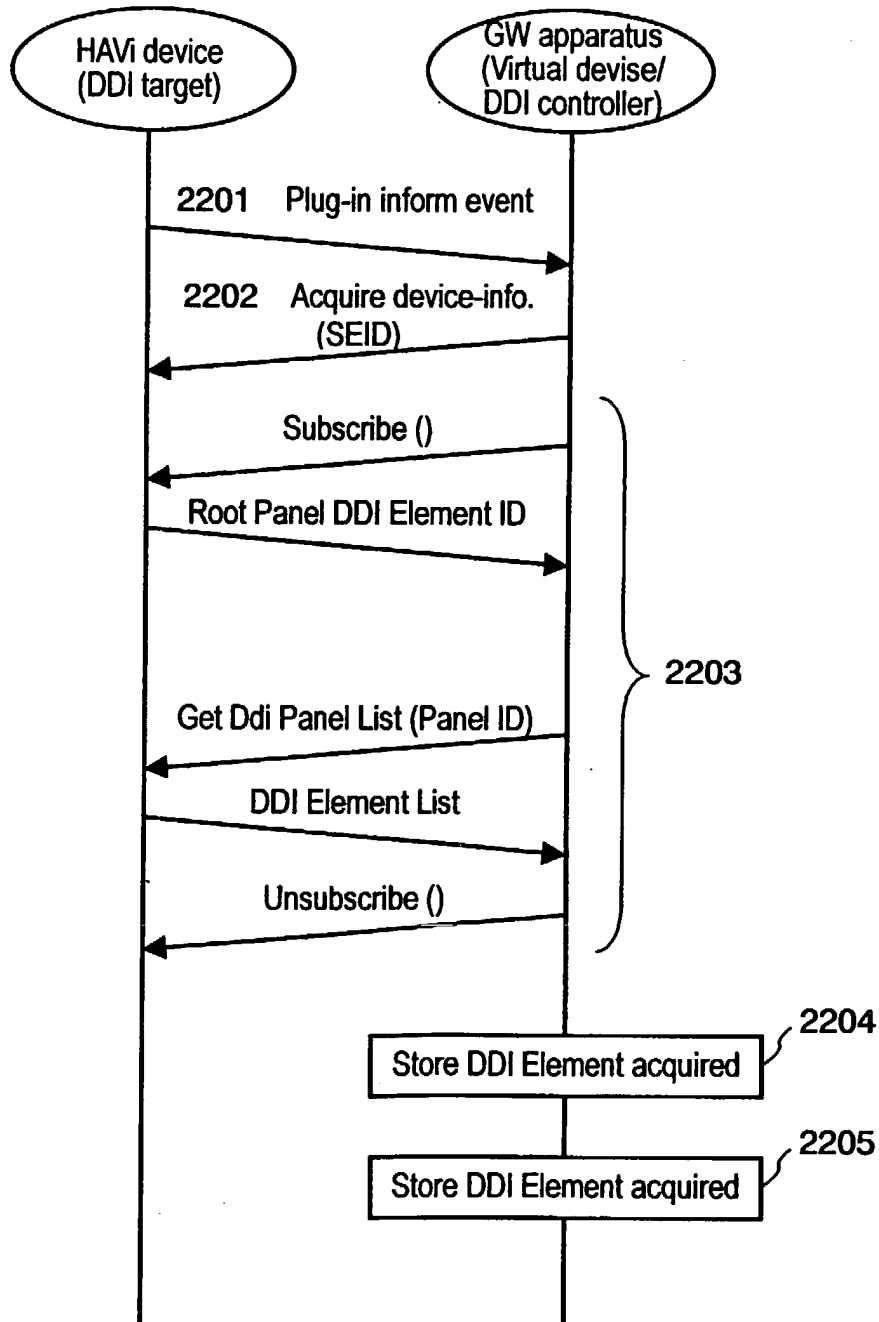 HAVi device
(DDI target)
GW apparatus
(Virtual devise/
DDI controller)
2201 Plug-in inform event
2202 Acquire device-info.
(SEID)
Subscribe ()
Root Panel DDI Element ID
2203
Get Ddi Panel List (Panel ID)
DDI Element List
Unsubscribe ()
2204
Store DDI Element acquired
2205
Store DDI Element acquired